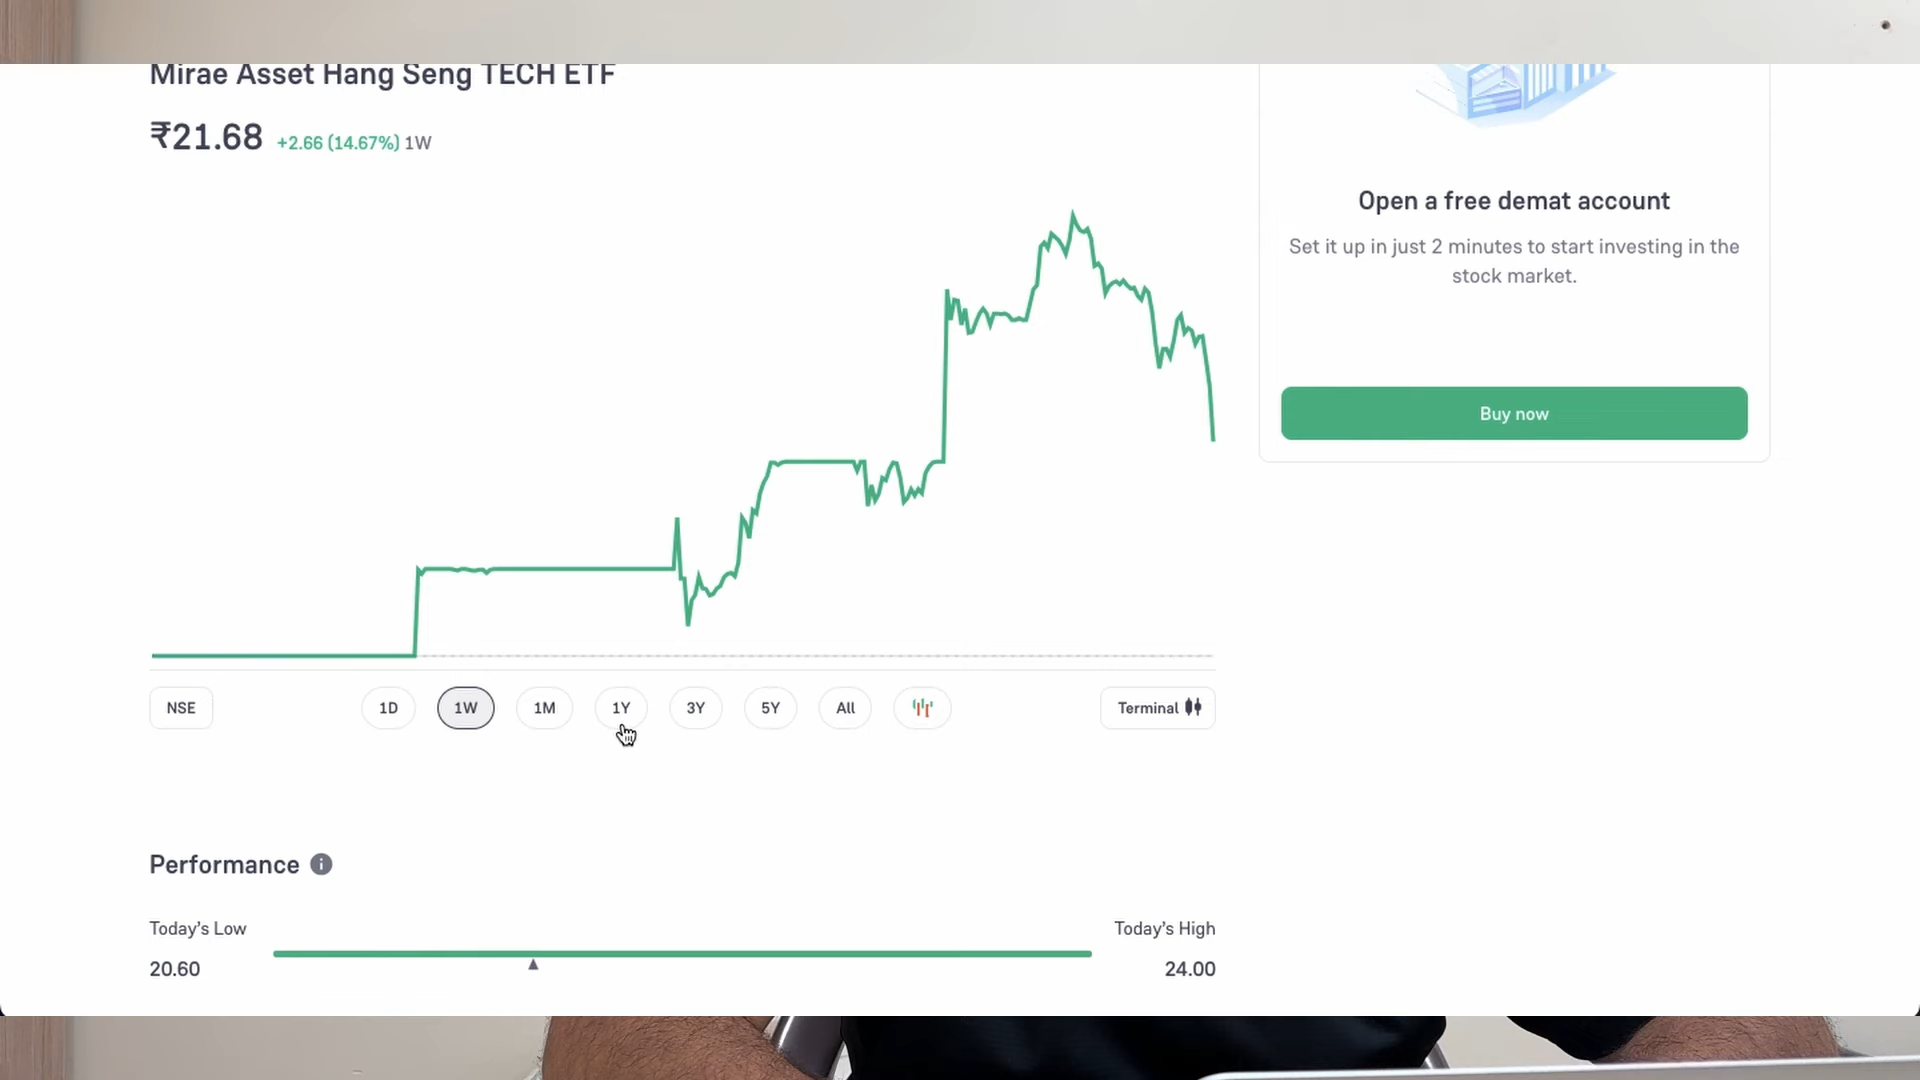 Mirae Asset Hang Seng TECH ETF
₹21.68 +2.66 (14.67%) 1W
Open a free demat account
Set it up in just 2 minutes to start investing in the
stock market.
Buy now
NSE 1D 1W 1M 1Y 3Y 5Y All Terminal
Performance
Today's Low Today's High
20.60 24.00